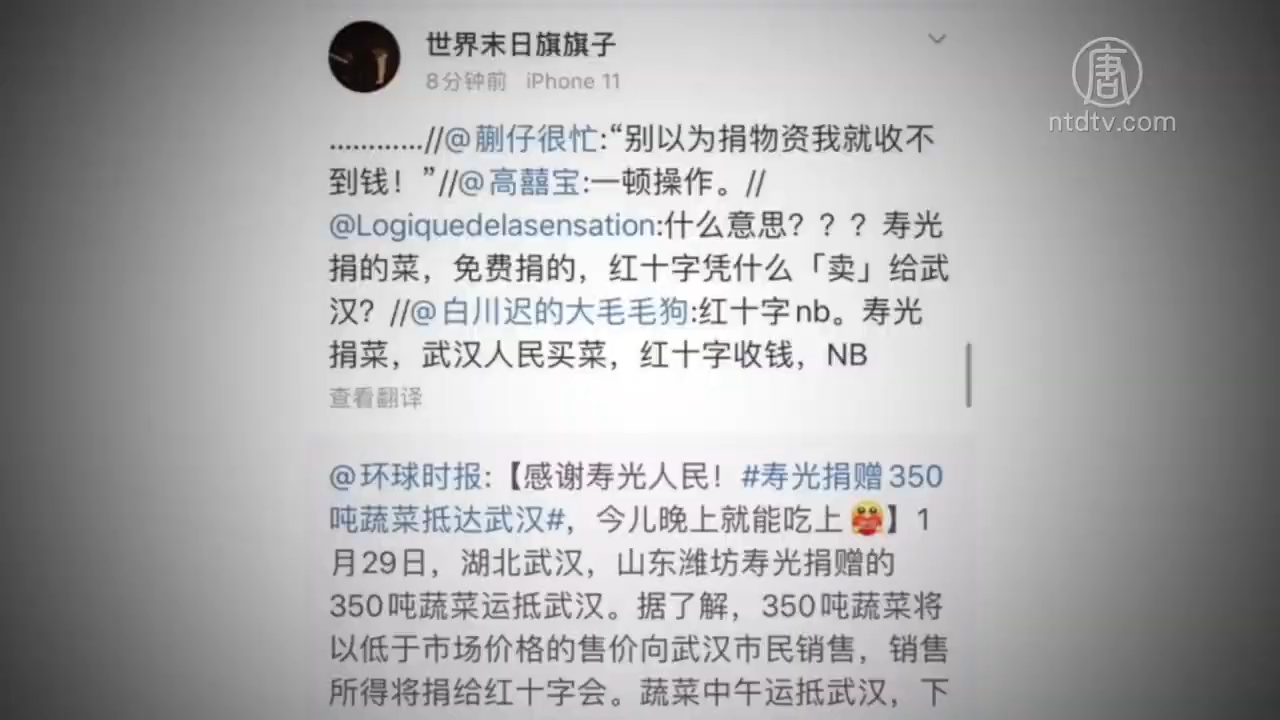 世界末日旗旗子
8分钟前 iPhone 11
唐
ntdtv.com
............//@蒯仔很忙:“别以为捐物资我就收不
到钱！”//@高囍宝:一顿操作。//
@Logiquedelasensation:什么意思？？？寿光
捐的菜，免费捐的，红十字凭什么「卖」给武
汉？//@白川迟的大毛毛狗:红十字nb。寿光
捐菜，武汉人民买菜，红十字收钱，NB
查看翻译
@环球时报:【感谢寿光人民！#寿光捐赠350
吨蔬菜抵达武汉#，今儿晚上就能吃上】1
月29日，湖北武汉，山东潍坊寿光捐赠的
350吨蔬菜运抵武汉。据了解，350吨蔬菜将
以低于市场价格的售价向武汉市民销售，销售
所得将捐给红十字会。蔬菜中午运抵武汉，下